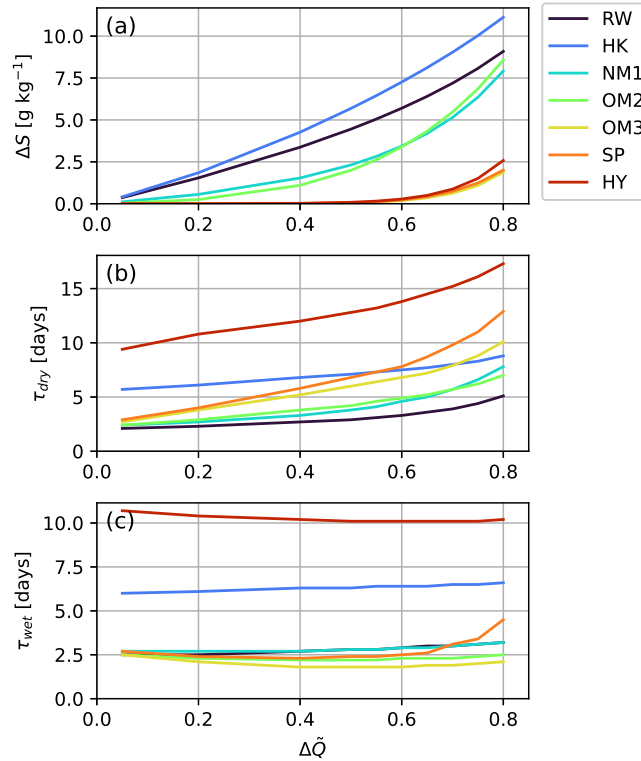 (a)
ΔS [g kg⁻¹]
10.0
7.5
5.0
2.5
0.0
0.0 0.2 0.4 0.6 0.8
RW
HK
NM1
OM2
OM3
SP
HY
(b)
τ_dry [days]
15
10
5
0
0.0 0.2 0.4 0.6 0.8
(c)
τ_wet [days]
10.0
7.5
5.0
2.5
0.0
0.0 0.2 0.4 0.6 0.8
ΔQ̃